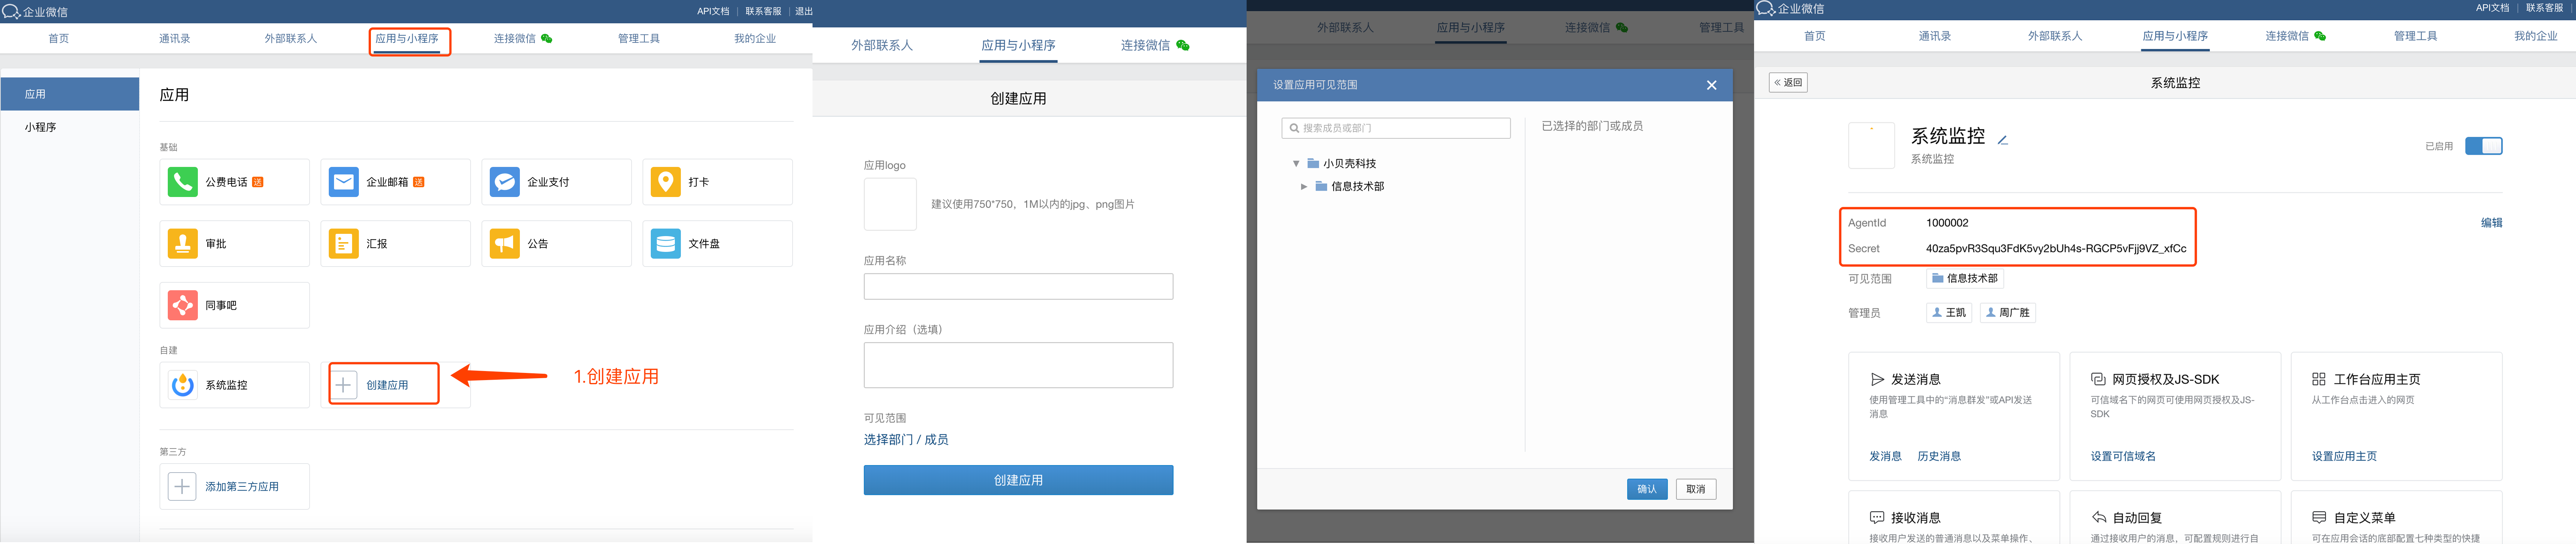 企业微信
API文档 | 联系客服 | 退出
首页 通讯录 外部联系人 应用与小程序 连接微信 管理工具 我的企业
应用
小程序
应用
基础
公费电话 送 企业邮箱 送 企业支付 打卡
审批 汇报 公告 文件盘
同事吧
自建
系统监控 创建应用
1.创建应用
第三方
添加第三方应用
外部联系人 应用与小程序 连接微信
创建应用
应用logo
建议使用750*750，1M以内的jpg、png图片
应用名称
应用介绍（选填）
可见范围
选择部门 / 成员
创建应用
外部联系人 应用与小程序 连接微信 管理工具
设置应用可见范围
搜索成员或部门
已选择的部门或成员
小贝壳科技
信息技术部
确认 取消
企业微信
API文档 | 联系客服
首页 通讯录 外部联系人 应用与小程序 连接微信 管理工具 我的企业
« 返回
系统监控
系统监控
系统监控
已启用
AgentId 1000002
编辑
Secret 40za5pvR3Squ3FdK5vy2bUh4s-RGCP5vFjj9VZ_xfCc
可见范围 信息技术部
管理员 王凯 周广胜
发送消息
使用管理工具中的“消息群发”或API发送
消息
发消息 历史消息
网页授权及JS-SDK
可信域名下的网页可使用网页授权及JS-
SDK
设置可信域名
工作台应用主页
从工作台点击进入的网页
设置应用主页
接收消息
接收用户发送的普通消息以及菜单操作、
自动回复
通过接收用户的消息，可配置规则进行自
自定义菜单
可在应用会话的底部配置七种类型的快捷